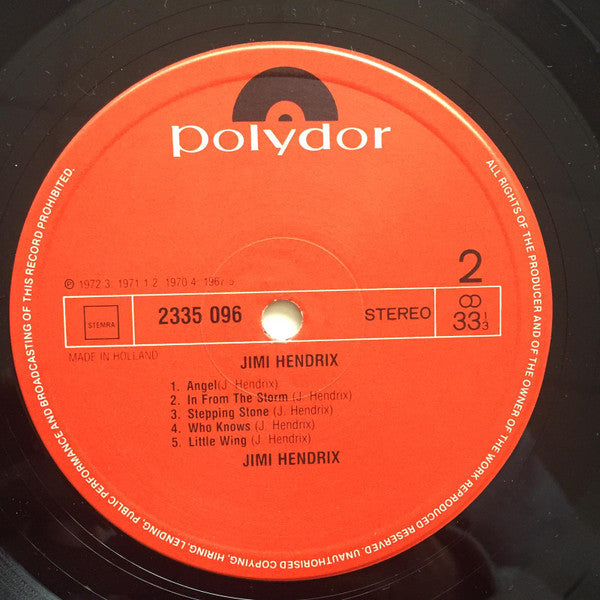 polydor
2
℗ 1972 3. 1971 1 2. 1970 4. 1967 5
STEMRA
2335 096
STEREO
33 1/3
MADE IN HOLLAND
JIMI HENDRIX
1. Angel(J. Hendrix)
2. In From The Storm (J. Hendrix)
3. Stepping Stone (J. Hendrix)
4. Who Knows (J. Hendrix)
5. Little Wing (J. Hendrix)
JIMI HENDRIX
ALL RIGHTS OF THE PRODUCER AND OF THE OWNER OF THE WORK REPRODUCED RESERVED. UNAUTHORISED COPYING, HIRING, LENDING, PUBLIC PERFORMANCE AND BROADCASTING OF THIS RECORD PROHIBITED.